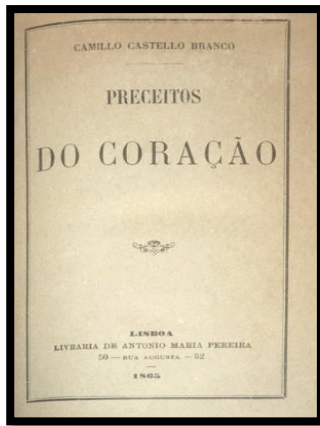 CAMILLO CASTELLO BRANCO
PRECEITOS
DO CORAÇÃO
LISBOA
LIVRARIA DE ANTONIO MARIA PEREIRA
50 — RUA AUGUSTA — 52
1865